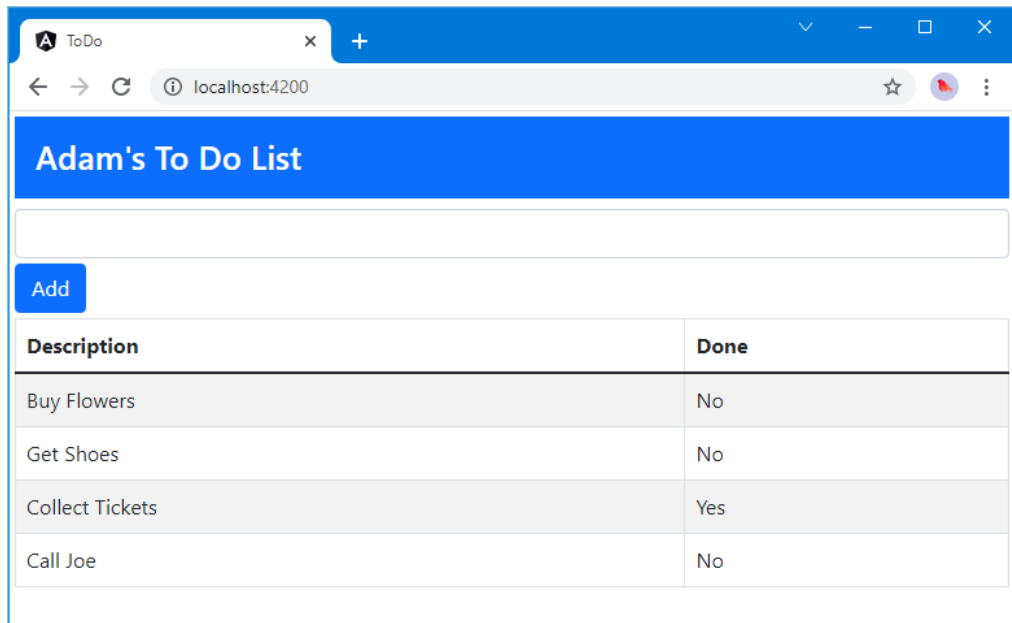 ToDo
localhost:4200
Adam's To Do List
Add
Description Done
Buy Flowers No
Get Shoes No
Collect Tickets Yes
Call Joe No